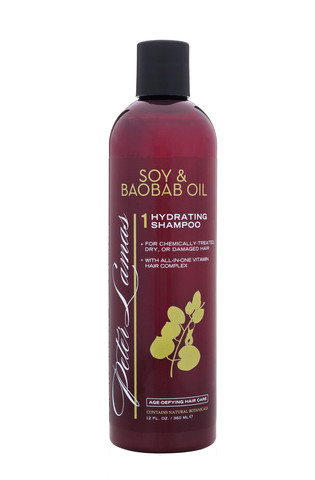 SOY &
BAOBAB OIL
1 HYDRATING
SHAMPOO
• FOR CHEMICALLY-TREATED,
DRY, OR DAMAGED HAIR
• WITH ALL-IN-ONE VITAMIN
HAIR COMPLEX
Peter Lamas
AGE-DEFYING HAIR CARE
CONTAINS NATURAL BOTANICALS
12 FL. OZ. / 360 ML ℮